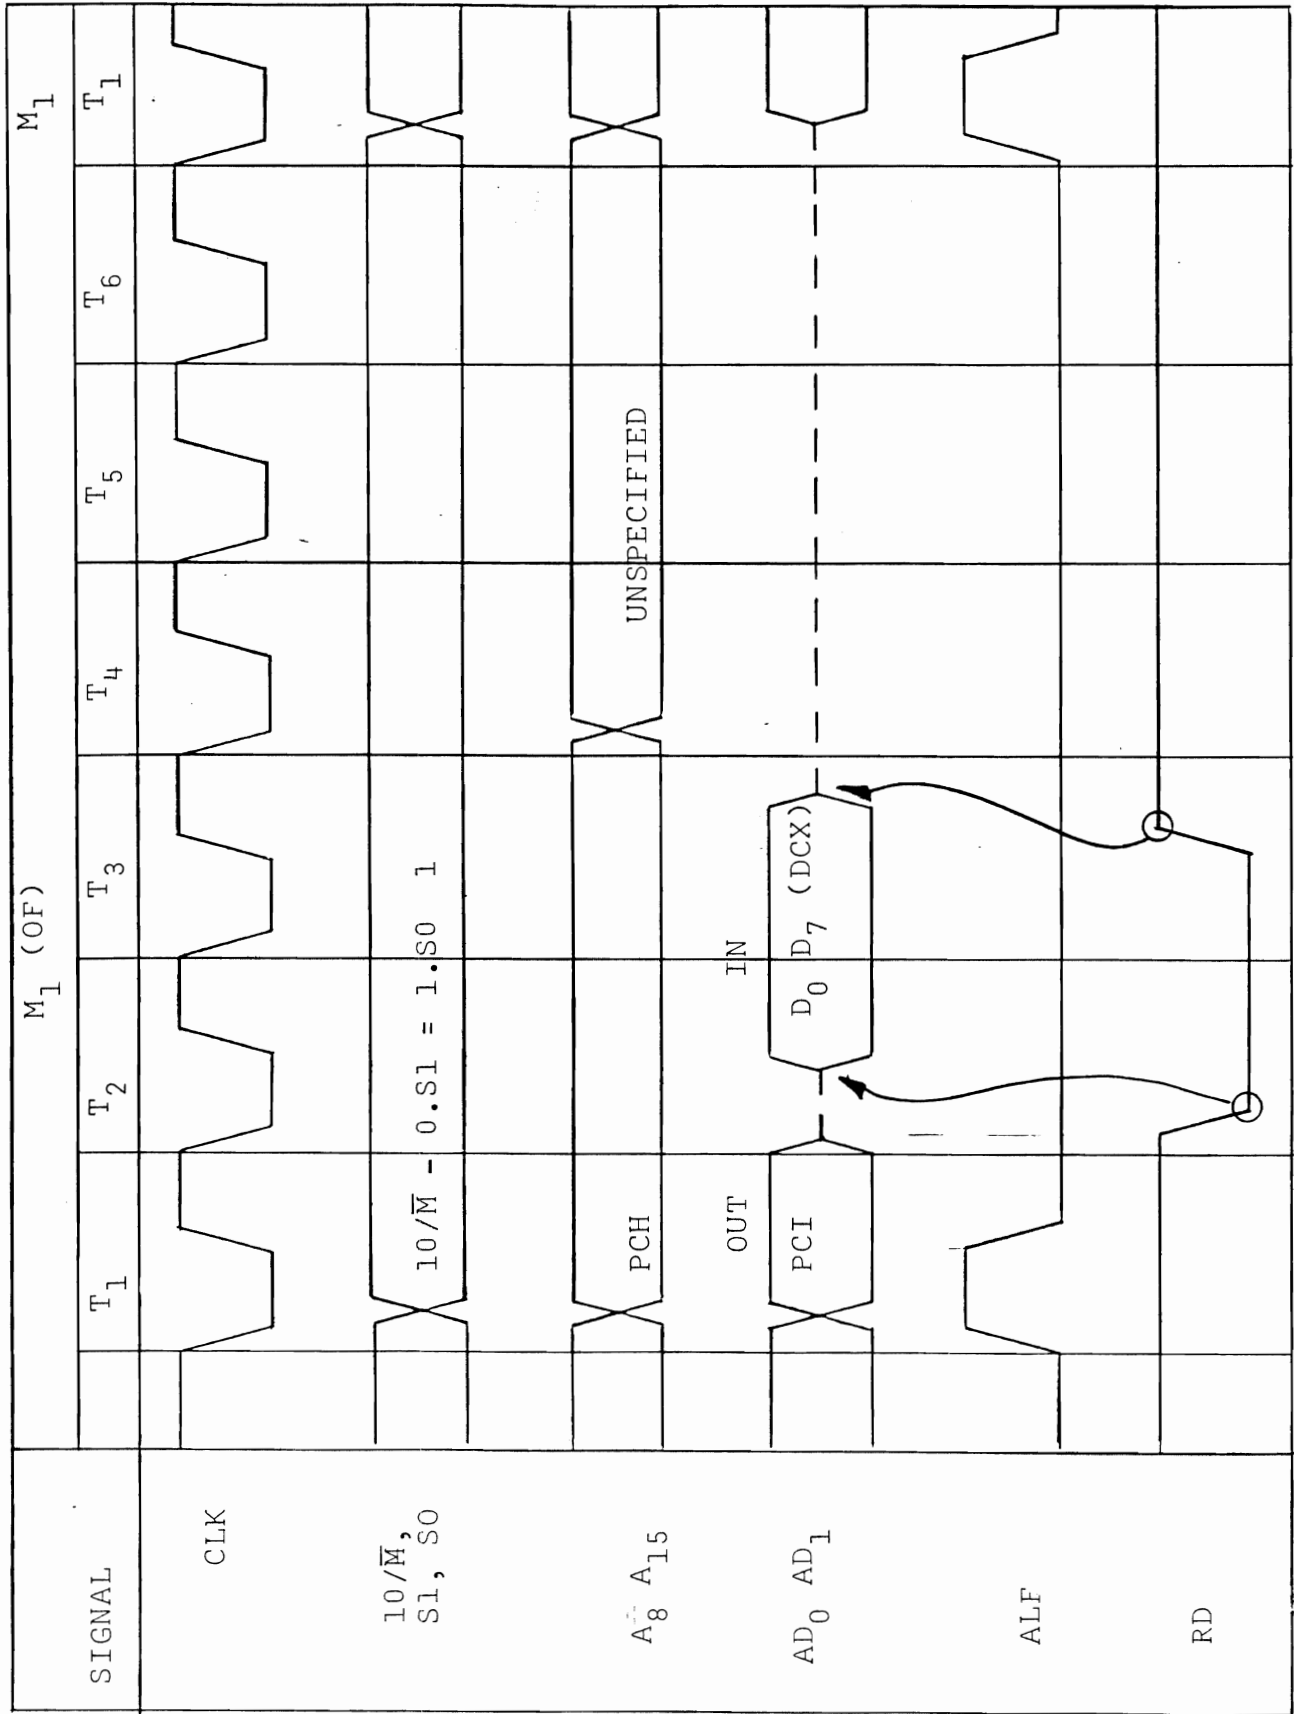 M1 (OF) M1
SIGNAL T1 T2 T3 T4 T5 T6 T1
CLK
10/M̅,
S1, S0
10/M̅ - 0.S1 = 1.S0 1
A8 A15
PCH UNSPECIFIED
OUT IN
AD0 AD1
PCI D0 D7 (DCX)
ALF
RD